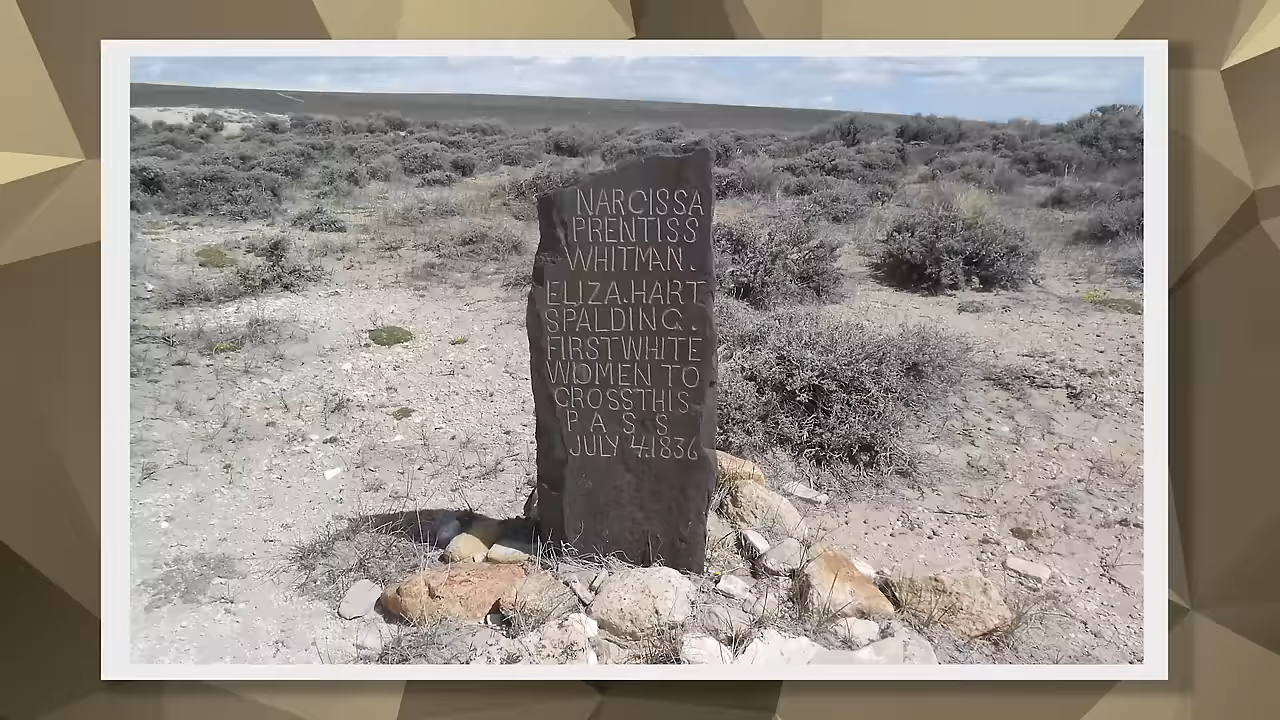 NARCISSA
PRENTISS
WHITMAN.
ELIZA.HART
SPALDING.
FIRST WHITE
WOMEN TO
CROSS THIS
PASS
JULY 4.1836